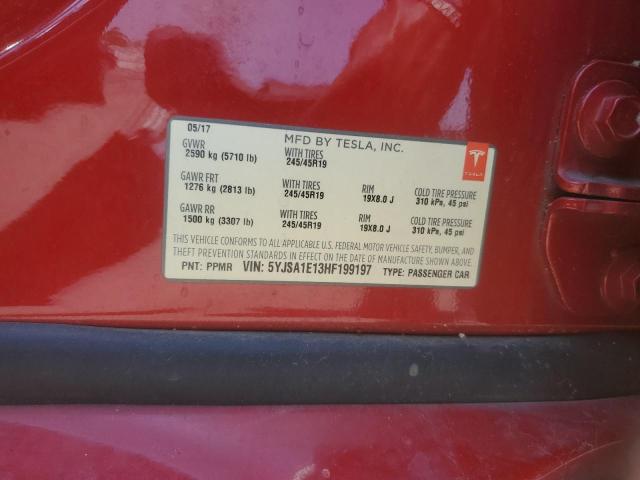 05/17 MFD BY TESLA, INC.
GVWR
2590 kg (5710 lb) WITH TIRES 245/45R19
GAWR FRT
1276 kg (2813 lb) WITH TIRES 245/45R19 RIM 19X8.0 J COLD TIRE PRESSURE 310 kPa, 45 psi
GAWR RR
1500 kg (3307 lb) WITH TIRES 245/45R19 RIM 19X8.0 J COLD TIRE PRESSURE 310 kPa, 45 psi
THIS VEHICLE CONFORMS TO ALL APPLICABLE U.S. FEDERAL MOTOR VEHICLE SAFETY, BUMPER, AND
THEFT PREVENTION STANDARDS IN EFFECT ON THE DATE OF MANUFACTURE SHOWN ABOVE.
PNT: PPMR VIN: 5YJSA1E13HF199197 TYPE: PASSENGER CAR
TESLA